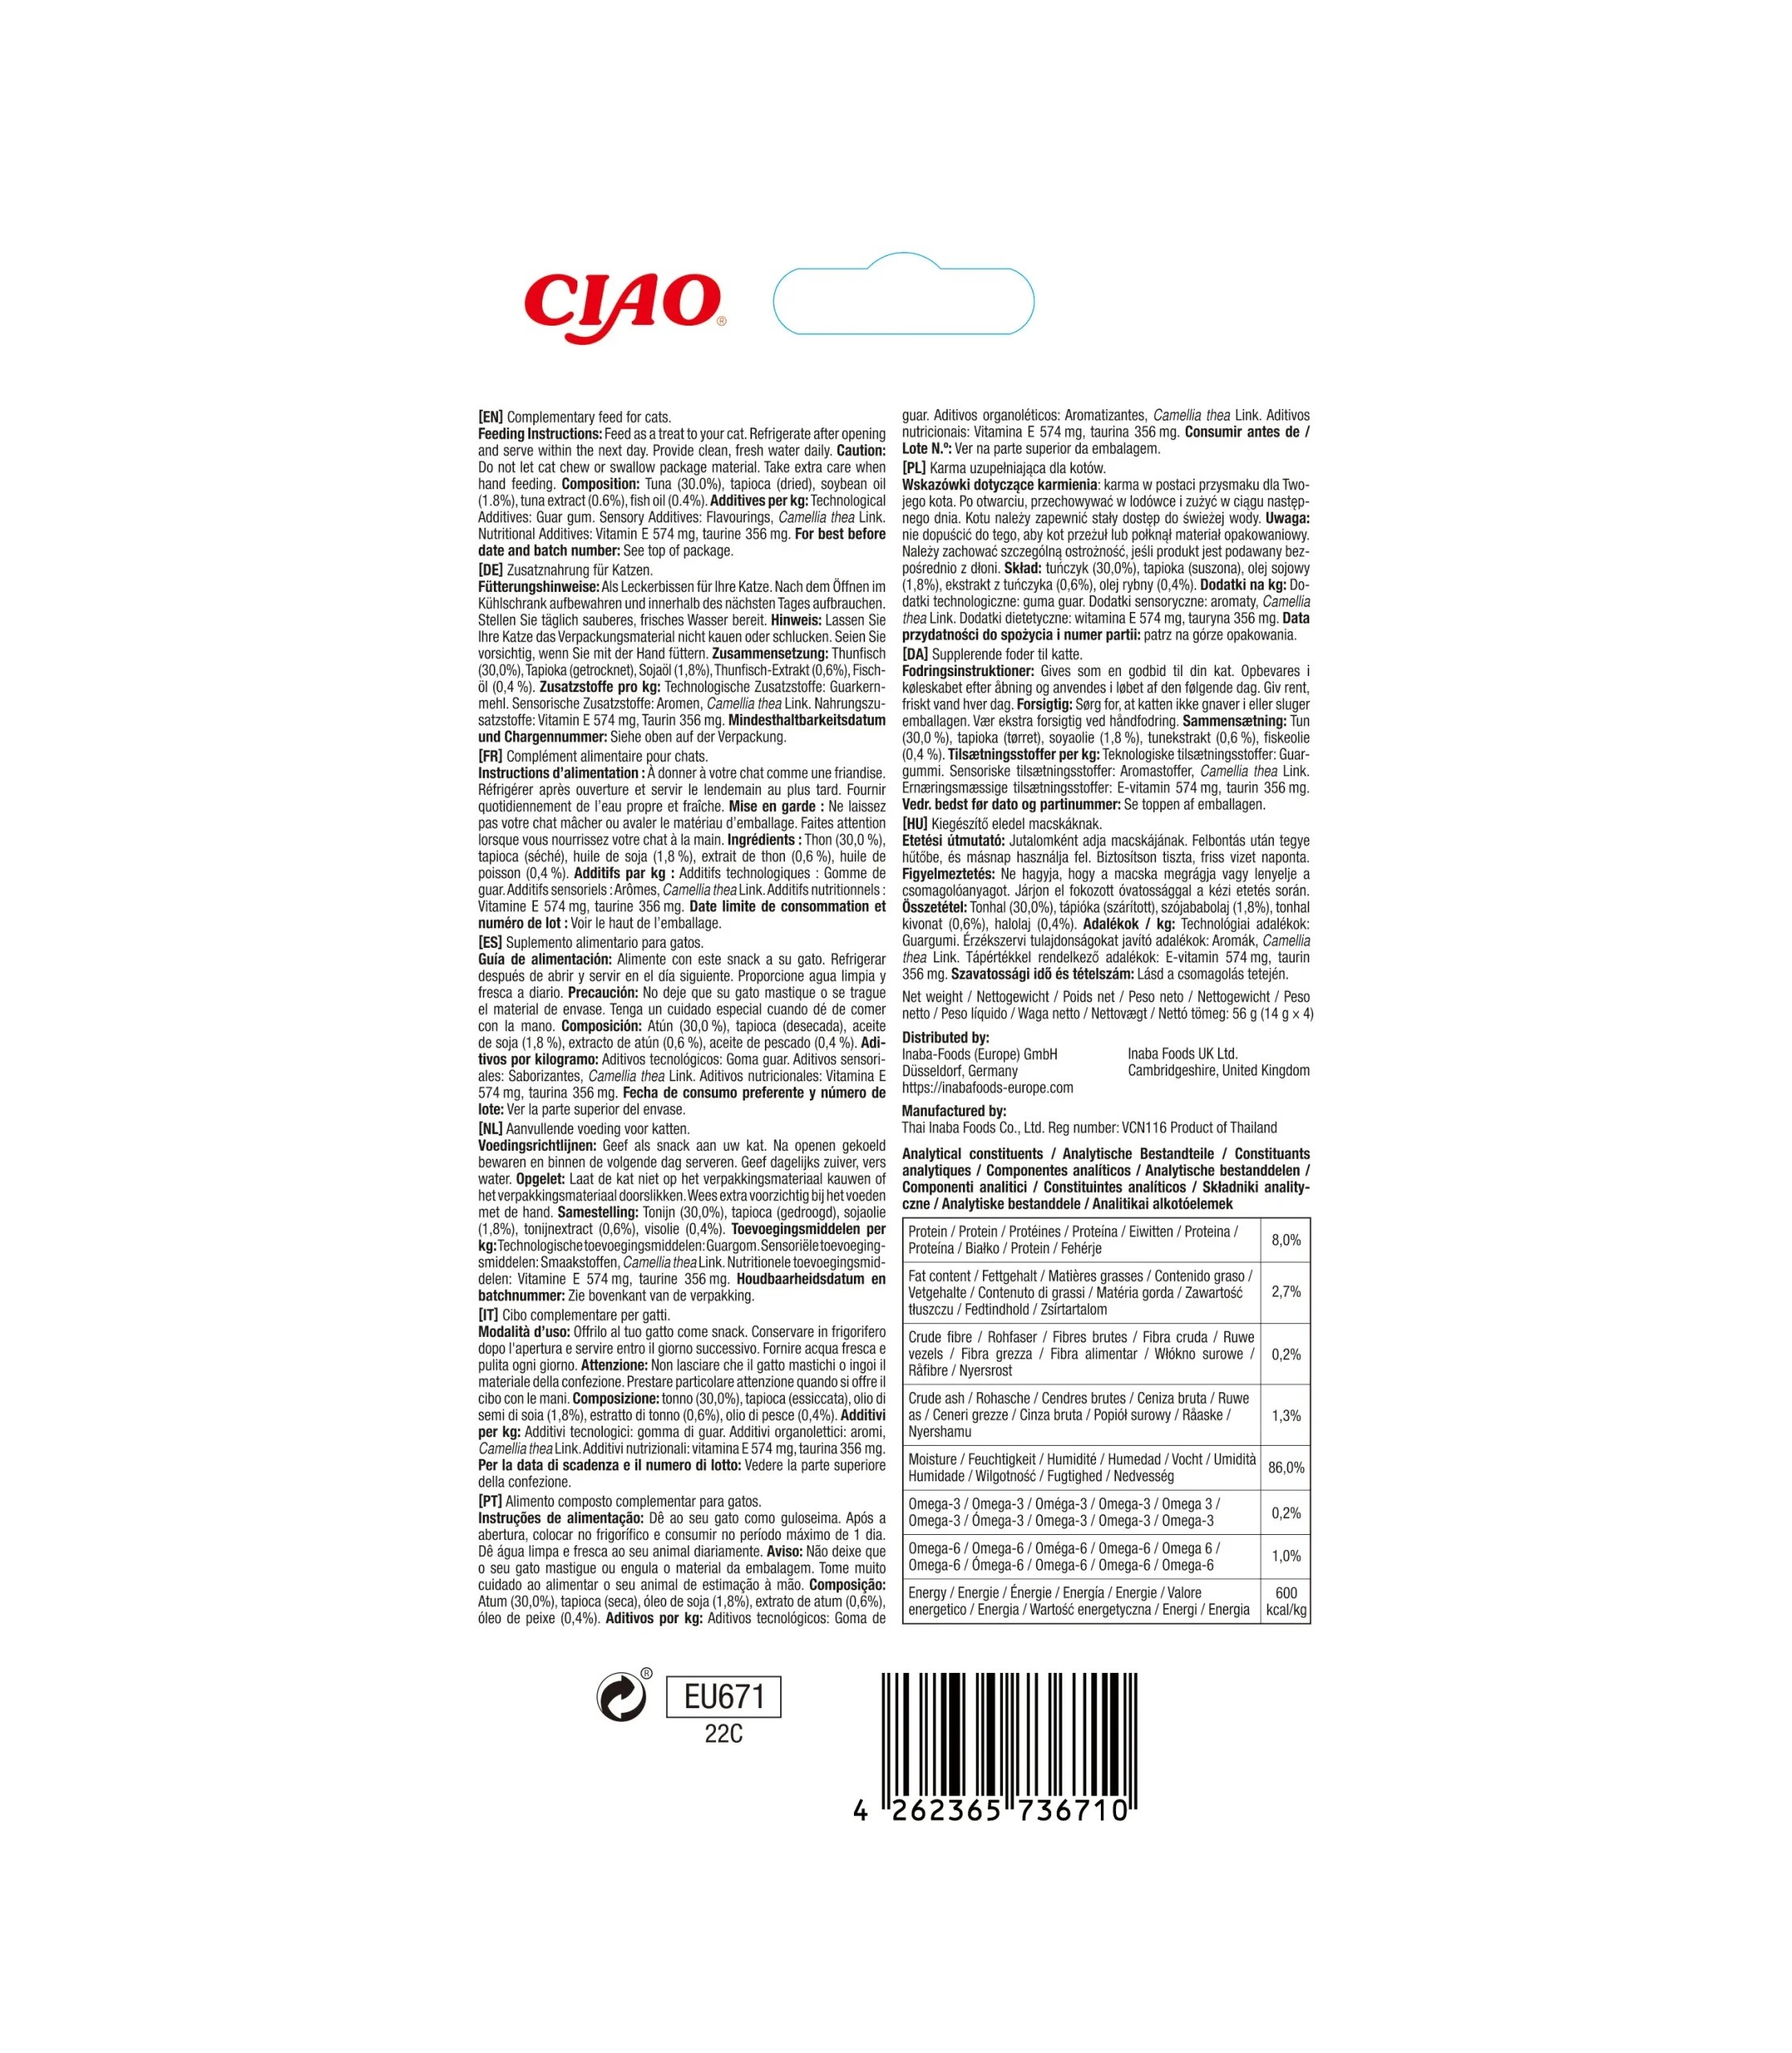 CIAO®
[EN] Complementary feed for cats.
Feeding Instructions: Feed as a treat to your cat. Refrigerate after opening
and serve within the next day. Provide clean, fresh water daily. Caution:
Do not let cat chew or swallow package material. Take extra care when
hand feeding. Composition: Tuna (30.0%), tapioca (dried), soybean oil
(1.8%), tuna extract (0.6%), fish oil (0.4%). Additives per kg: Technological
Additives: Guar gum. Sensory Additives: Flavourings, Camellia thea Link.
Nutritional Additives: Vitamin E 574 mg, taurine 356 mg. For best before
date and batch number: See top of package.
[DE] Zusatznahrung für Katzen.
Fütterungshinweise: Als Leckerbissen für Ihre Katze. Nach dem Öffnen im
Kühlschrank aufbewahren und innerhalb des nächsten Tages aufbrauchen.
Stellen Sie täglich sauberes, frisches Wasser bereit. Hinweis: Lassen Sie
Ihre Katze das Verpackungsmaterial nicht kauen oder schlucken. Seien Sie
vorsichtig, wenn Sie mit der Hand füttern. Zusammensetzung: Thunfisch
(30,0%), Tapioka (getrocknet), Sojaöl (1,8%), Thunfisch-Extrakt (0,6%), Fisch-
öl (0,4 %). Zusatzstoffe pro kg: Technologische Zusatzstoffe: Guarkern-
mehl. Sensorische Zusatzstoffe: Aromen, Camellia thea Link. Nahrungszu-
satzstoffe: Vitamin E 574 mg, Taurin 356 mg. Mindesthaltbarkeitsdatum
und Chargennummer: Siehe oben auf der Verpackung.
[FR] Complément alimentaire pour chats.
Instructions d'alimentation : À donner à votre chat comme une friandise.
Réfrigérer après ouverture et servir le lendemain au plus tard. Fournir
quotidiennement de l'eau propre et fraîche. Mise en garde : Ne laissez
pas votre chat mâcher ou avaler le matériau d'emballage. Faites attention
lorsque vous nourrissez votre chat à la main. Ingrédients : Thon (30,0 %),
tapioca (séché), huile de soja (1,8 %), extrait de thon (0,6 %), huile de
poisson (0,4 %). Additifs par kg : Additifs technologiques : Gomme de
guar. Additifs sensoriels : Arômes, Camellia thea Link. Additifs nutritionnels :
Vitamine E 574 mg, taurine 356 mg. Date limite de consommation et
numéro de lot : Voir le haut de l'emballage.
[ES] Suplemento alimentario para gatos.
Guía de alimentación: Alimente con este snack a su gato. Refrigerar
después de abrir y servir en el día siguiente. Proporcione agua limpia y
fresca a diario. Precaución: No deje que su gato mastique o se trague
el material de envase. Tenga un cuidado especial cuando dé de comer
con la mano. Composición: Atún (30,0 %), tapioca (desecada), aceite
de soja (1,8 %), extracto de atún (0,6 %), aceite de pescado (0,4 %). Adi-
tivos por kilogramo: Aditivos tecnológicos: Goma guar. Aditivos sensori-
ales: Saborizantes, Camellia thea Link. Aditivos nutricionales: Vitamina E
574 mg, taurina 356 mg. Fecha de consumo preferente y número de
lote: Ver la parte superior del envase.
[NL] Aanvullende voeding voor katten.
Voedingsrichtlijnen: Geef als snack aan uw kat. Na openen gekoeld
bewaren en binnen de volgende dag serveren. Geef dagelijks zuiver, vers
water. Opgelet: Laat de kat niet op het verpakkingsmateriaal kauwen of
het verpakkingsmateriaal doorslikken. Wees extra voorzichtig bij het voeden
met de hand. Samestelling: Tonijn (30,0%), tapioca (gedroogd), sojaolie
(1,8%), tonijnextract (0,6%), visolie (0,4%). Toevoegingsmiddelen per
kg: Technologische toevoegingsmiddelen: Guargom. Sensoriële toevoeging-
smiddelen: Smaakstoffen, Camellia thea Link. Nutritionele toevoegingsmid-
delen: Vitamine E 574 mg, taurine 356 mg. Houdbaarheidsdatum en
batchnummer: Zie bovenkant van de verpakking.
[IT] Cibo complementare per gatti.
Modalità d'uso: Offrilo al tuo gatto come snack. Conservare in frigorifero
dopo l'apertura e servire entro il giorno successivo. Fornire acqua fresca e
pulita ogni giorno. Attenzione: Non lasciare che il gatto mastichi o ingoi il
materiale della confezione. Prestare particolare attenzione quando si offre il
cibo con le mani. Composizione: tonno (30,0%), tapioca (essiccata), olio di
semi di soia (1,8%), estratto di tonno (0,6%), olio di pesce (0,4%). Additivi
per kg: Additivi tecnologici: gomma di guar. Additivi organolettici: aromi,
Camellia thea Link. Additivi nutrizionali: vitamina E 574 mg, taurina 356 mg.
Per la data di scadenza e il numero di lotto: Vedere la parte superiore
della confezione.
[PT] Alimento composto complementar para gatos.
Instruções de alimentação: Dê ao seu gato como guloseima. Após a
abertura, colocar no frigorífico e consumir no período máximo de 1 dia.
Dê água limpa e fresca ao seu animal diariamente. Aviso: Não deixe que
o seu gato mastigue ou engula o material da embalagem. Tome muito
cuidado ao alimentar o seu animal de estimação à mão. Composição:
Atum (30,0%), tapioca (seca), óleo de soja (1,8%), extrato de atum (0,6%),
óleo de peixe (0,4%). Aditivos por kg: Aditivos tecnológicos: Goma de
guar. Aditivos organoléticos: Aromatizantes, Camellia thea Link. Aditivos
nutricionais: Vitamina E 574 mg, taurina 356 mg. Consumir antes de /
Lote N.º: Ver na parte superior da embalagem.
[PL] Karma uzupełniająca dla kotów.
Wskazówki dotyczące karmienia: karma w postaci przysmaku dla Two-
jego kota. Po otwarciu, przechowywać w lodówce i zużyć w ciągu następ-
nego dnia. Kotu należy zapewnić stały dostęp do świeżej wody. Uwaga:
nie dopuścić do tego, aby kot przeżuł lub połknął materiał opakowaniowy.
Należy zachować szczególną ostrożność, jeśli produkt jest podawany bez-
pośrednio z dłoni. Skład: tuńczyk (30,0%), tapioka (suszona), olej sojowy
(1,8%), ekstrakt z tuńczyka (0,6%), olej rybny (0,4%). Dodatki na kg: Do-
datki technologiczne: guma guar. Dodatki sensoryczne: aromaty, Camellia
thea Link. Dodatki dietetyczne: witamina E 574 mg, tauryna 356 mg. Data
przydatności do spożycia i numer partii: patrz na górze opakowania.
[DA] Supplerende foder til katte.
Fodringsinstruktioner: Gives som en godbid til din kat. Opbevares i
køleskabet efter åbning og anvendes i løbet af den følgende dag. Giv rent,
friskt vand hver dag. Forsigtig: Sørg for, at katten ikke gnaver i eller sluger
emballagen. Vær ekstra forsigtig ved håndfodring. Sammensætning: Tun
(30,0 %), tapioka (tørret), soyaolie (1,8 %), tunekstrakt (0,6 %), fiskeolie
(0,4 %). Tilsætningsstoffer per kg: Teknologiske tilsætningsstoffer: Guar-
gummi. Sensoriske tilsætningsstoffer: Aromastoffer, Camellia thea Link.
Ernæringsmæssige tilsætningsstoffer: E-vitamin 574 mg, taurin 356 mg.
Vedr. bedst før dato og partinummer: Se toppen af emballagen.
[HU] Kiegészítő eledel macskáknak.
Etetési útmutató: Jutalomként adja macskájának. Felbontás után tegye
hűtőbe, és másnap használja fel. Biztosítson tiszta, friss vizet naponta.
Figyelmeztetés: Ne hagyja, hogy a macska megrágja vagy lenyelje a
csomagolóanyagot. Járjon el fokozott óvatossággal a kézi etetés során.
Összetétel: Tonhal (30,0%), tápióka (szárított), szójababolaj (1,8%), tonhal
kivonat (0,6%), halolaj (0,4%). Adalékok / kg: Technológiai adalékok:
Guargumi. Érzékszervi tulajdonságokat javító adalékok: Aromák, Camellia
thea Link. Tápértékkel rendelkező adalékok: E-vitamin 574 mg, taurin
356 mg. Szavatossági idő és tételszám: Lásd a csomagolás tetején.
Net weight / Nettogewicht / Poids net / Peso neto / Nettogewicht / Peso
netto / Peso líquido / Waga netto / Nettovægt / Nettó tömeg: 56 g (14 g × 4)
Distributed by:
Inaba-Foods (Europe) GmbH
Düsseldorf, Germany
https://inabafoods-europe.com
Inaba Foods UK Ltd.
Cambridgeshire, United Kingdom
Manufactured by:
Thai Inaba Foods Co., Ltd. Reg number: VCN116 Product of Thailand
Analytical constituents / Analytische Bestandteile / Constituants
analytiques / Componentes analíticos / Analytische bestanddelen /
Componenti analitici / Constituintes analíticos / Składniki anality-
czne / Analytiske bestanddele / Analitikai alkotóelemek
Protein / Protein / Protéines / Proteína / Eiwitten / Proteina /
Proteína / Białko / Protein / Fehérje
8,0%
Fat content / Fettgehalt / Matières grasses / Contenido graso /
Vetgehalte / Contenuto di grassi / Matéria gorda / Zawartość
tłuszczu / Fedtindhold / Zsírtartalom
2,7%
Crude fibre / Rohfaser / Fibres brutes / Fibra cruda / Ruwe
vezels / Fibra grezza / Fibra alimentar / Włókno surowe /
Råfibre / Nyersrost
0,2%
Crude ash / Rohasche / Cendres brutes / Ceniza bruta / Ruwe
as / Ceneri grezze / Cinza bruta / Popiół surowy / Råaske /
Nyershamu
1,3%
Moisture / Feuchtigkeit / Humidité / Humedad / Vocht / Umidità
Humidade / Wilgotność / Fugtighed / Nedvesség
86,0%
Omega-3 / Omega-3 / Oméga-3 / Omega-3 / Omega 3 /
Omega-3 / Ómega-3 / Omega-3 / Omega-3 / Omega-3
0,2%
Omega-6 / Omega-6 / Oméga-6 / Omega-6 / Omega 6 /
Omega-6 / Ómega-6 / Omega-6 / Omega-6 / Omega-6
1,0%
Energy / Energie / Énergie / Energía / Energie / Valore
energetico / Energia / Wartość energetyczna / Energi / Energia
600
kcal/kg
®
EU671
22C
4 262365 736710